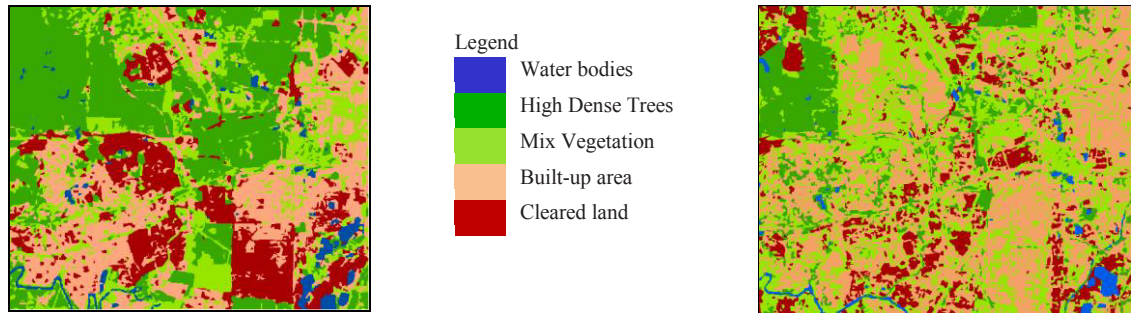 Legend
Water bodies
High Dense Trees
Mix Vegetation
Built-up area
Cleared land